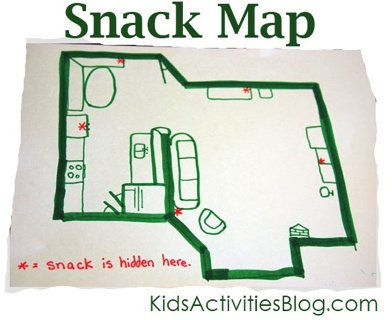 Snack Map
* = snack is hidden here.
KidsActivitiesBlog.com